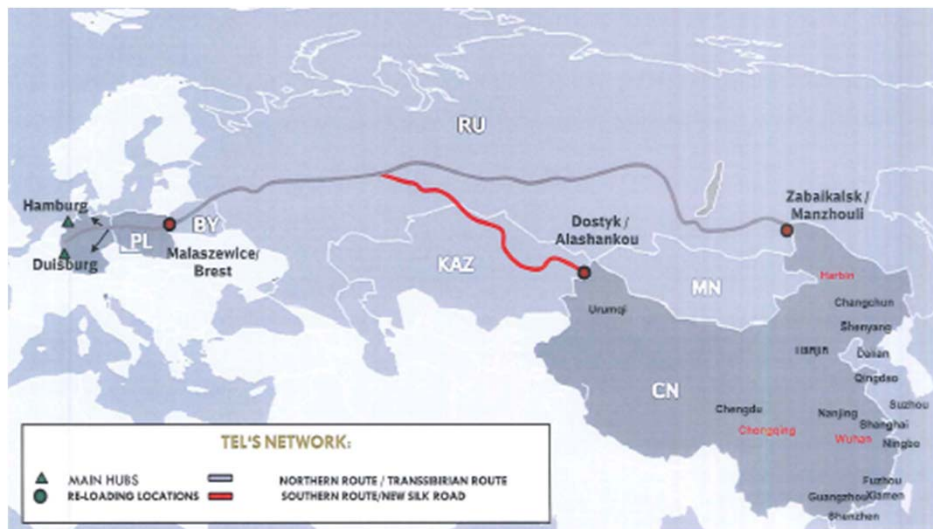 RU
Hamburg
Zabaikalsk /
Manzhouli
Dostyk /
Alashankou
BY
PL
Malaszewice/
Brest
Duisburg
KAZ
MN
Harbin
Urumqi
Changchun
Shenyang
Dalian
Qingdao
CN
Suzhou
Chengdu
Nanjing
Shanghai
Chongqing
Wuhan
Ningbo
Fuzhou
Guangzhou
Xiamen
Shenzhen
TEL'S NETWORK:
MAIN HUBS
NORTHERN ROUTE / TRANSSIBIRIAN ROUTE
RE-LOADING LOCATIONS
SOUTHERN ROUTE/NEW SILK ROAD